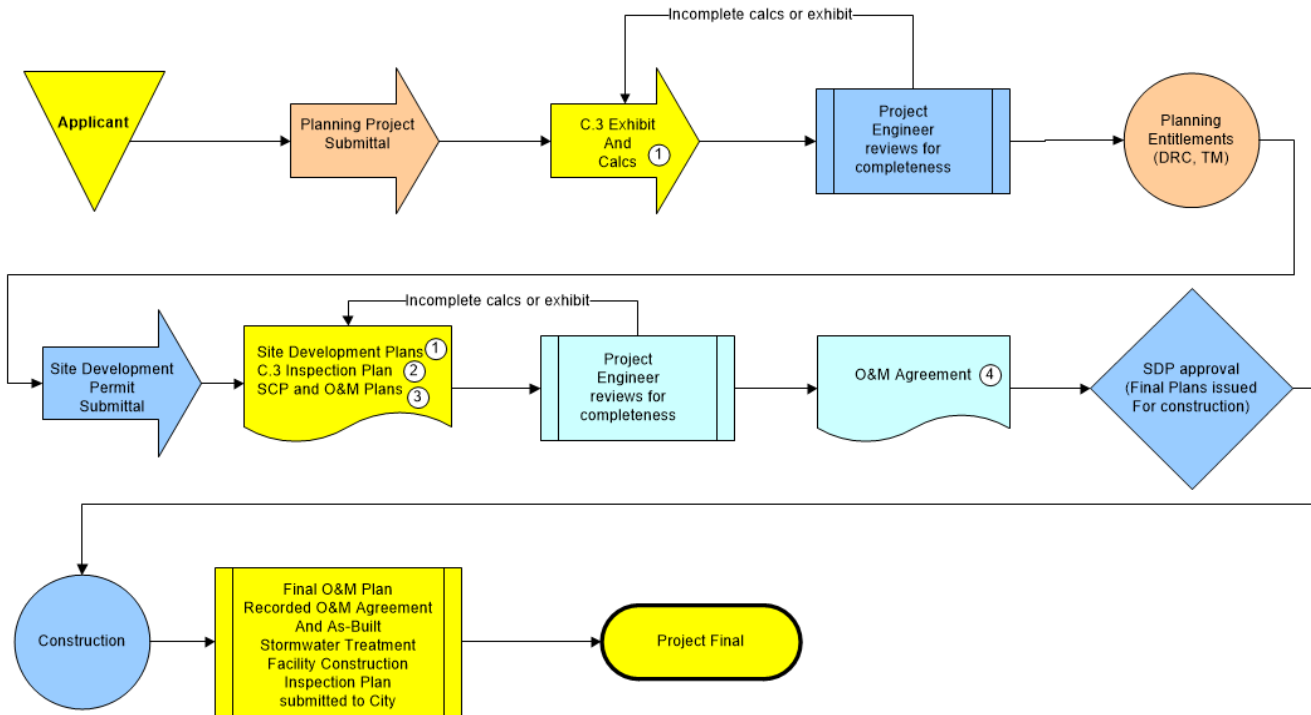 Incomplete calcs or exhibit
Applicant
Planning Project
Submittal
C.3 Exhibit
And
Calcs 1
Project
Engineer
reviews for
completeness
Planning
Entitlements
(DRC, TM)
Incomplete calcs or exhibit
Site Development
Permit
Submittal
Site Development Plans 1
C.3 Inspection Plan 2
SCP and O&M Plans 3
Project
Engineer
reviews for
completeness
O&M Agreement 4
SDP approval
(Final Plans issued
For construction)
Construction
Final O&M Plan
Recorded O&M Agreement
And As-Built
Stormwater Treatment
Facility Construction
Inspection Plan
submitted to City
Project Final